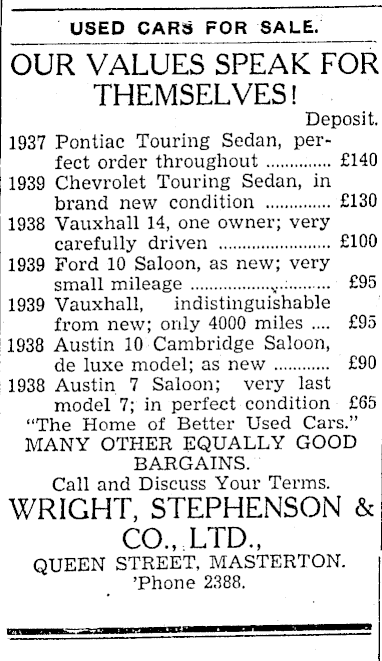 USED CARS FOR SALE.
OUR VALUES SPEAK FOR
THEMSELVES!
Deposit.
1937 Pontiac Touring Sedan, per-
fect order throughout .............. £140
1939 Chevrolet Touring Sedan, in
brand new condition .............. £130
1938 Vauxhall 14, one owner; very
carefully driven ........................ £100
1939 Ford 10 Saloon, as new; very
small mileage .............................. £95
1939 Vauxhall, indistinguishable
from new; only 4000 miles .... £95
1938 Austin 10 Cambridge Saloon,
de luxe model; as new ............ £90
1938 Austin 7 Saloon; very last
model 7; in perfect condition £65
"The Home of Better Used Cars."
MANY OTHER EQUALLY GOOD
BARGAINS.
Call and Discuss Your Terms.
WRIGHT, STEPHENSON &
CO., LTD.,
QUEEN STREET, MASTERTON.
'Phone 2388.